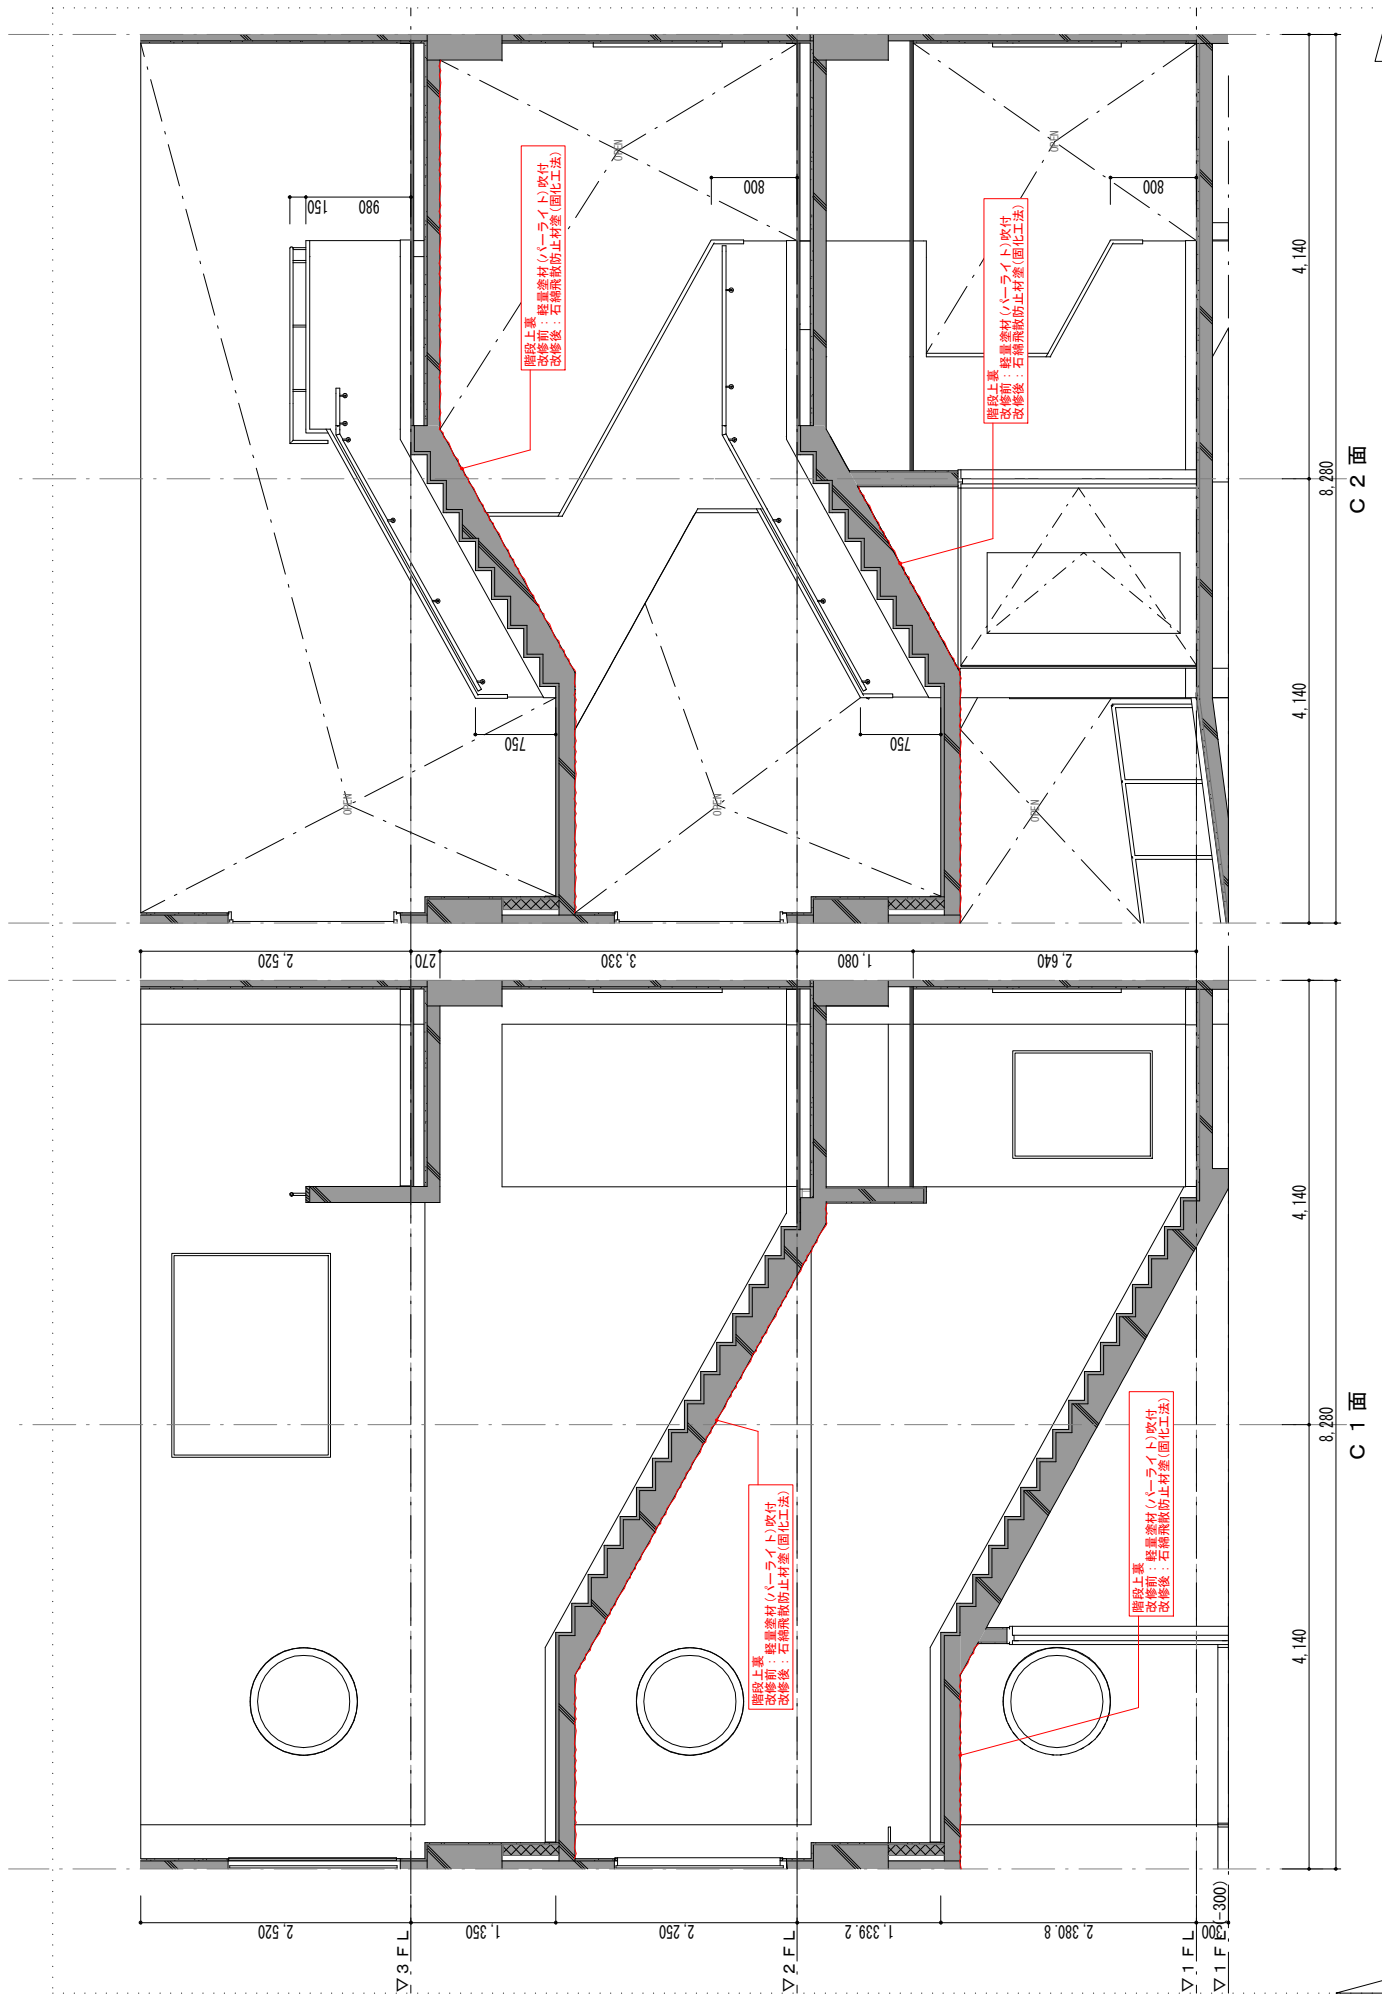 階段上裏
改修前：軽量塗材(パーライト)吹付
改修後：石綿飛散防止材塗(固化工法)
階段上裏
改修前：軽量塗材(パーライト)吹付
改修後：石綿飛散防止材塗(固化工法)
OPEN
OPEN
OPEN
OPEN
OPEN
150
980
800
800
750
750
4,140
4,140
8,280
C２面
2,520
270
3,330
1,080
2,640
階段上裏
改修前：軽量塗材(パーライト)吹付
改修後：石綿飛散防止材塗(固化工法)
階段上裏
改修前：軽量塗材(パーライト)吹付
改修後：石綿飛散防止材塗(固化工法)
4,140
4,140
8,280
C１面
2,520
1,350
2,250
1,339.2
2,380.8
300
▽3FL
▽2FL
▽1FL
▽1FL(-300)